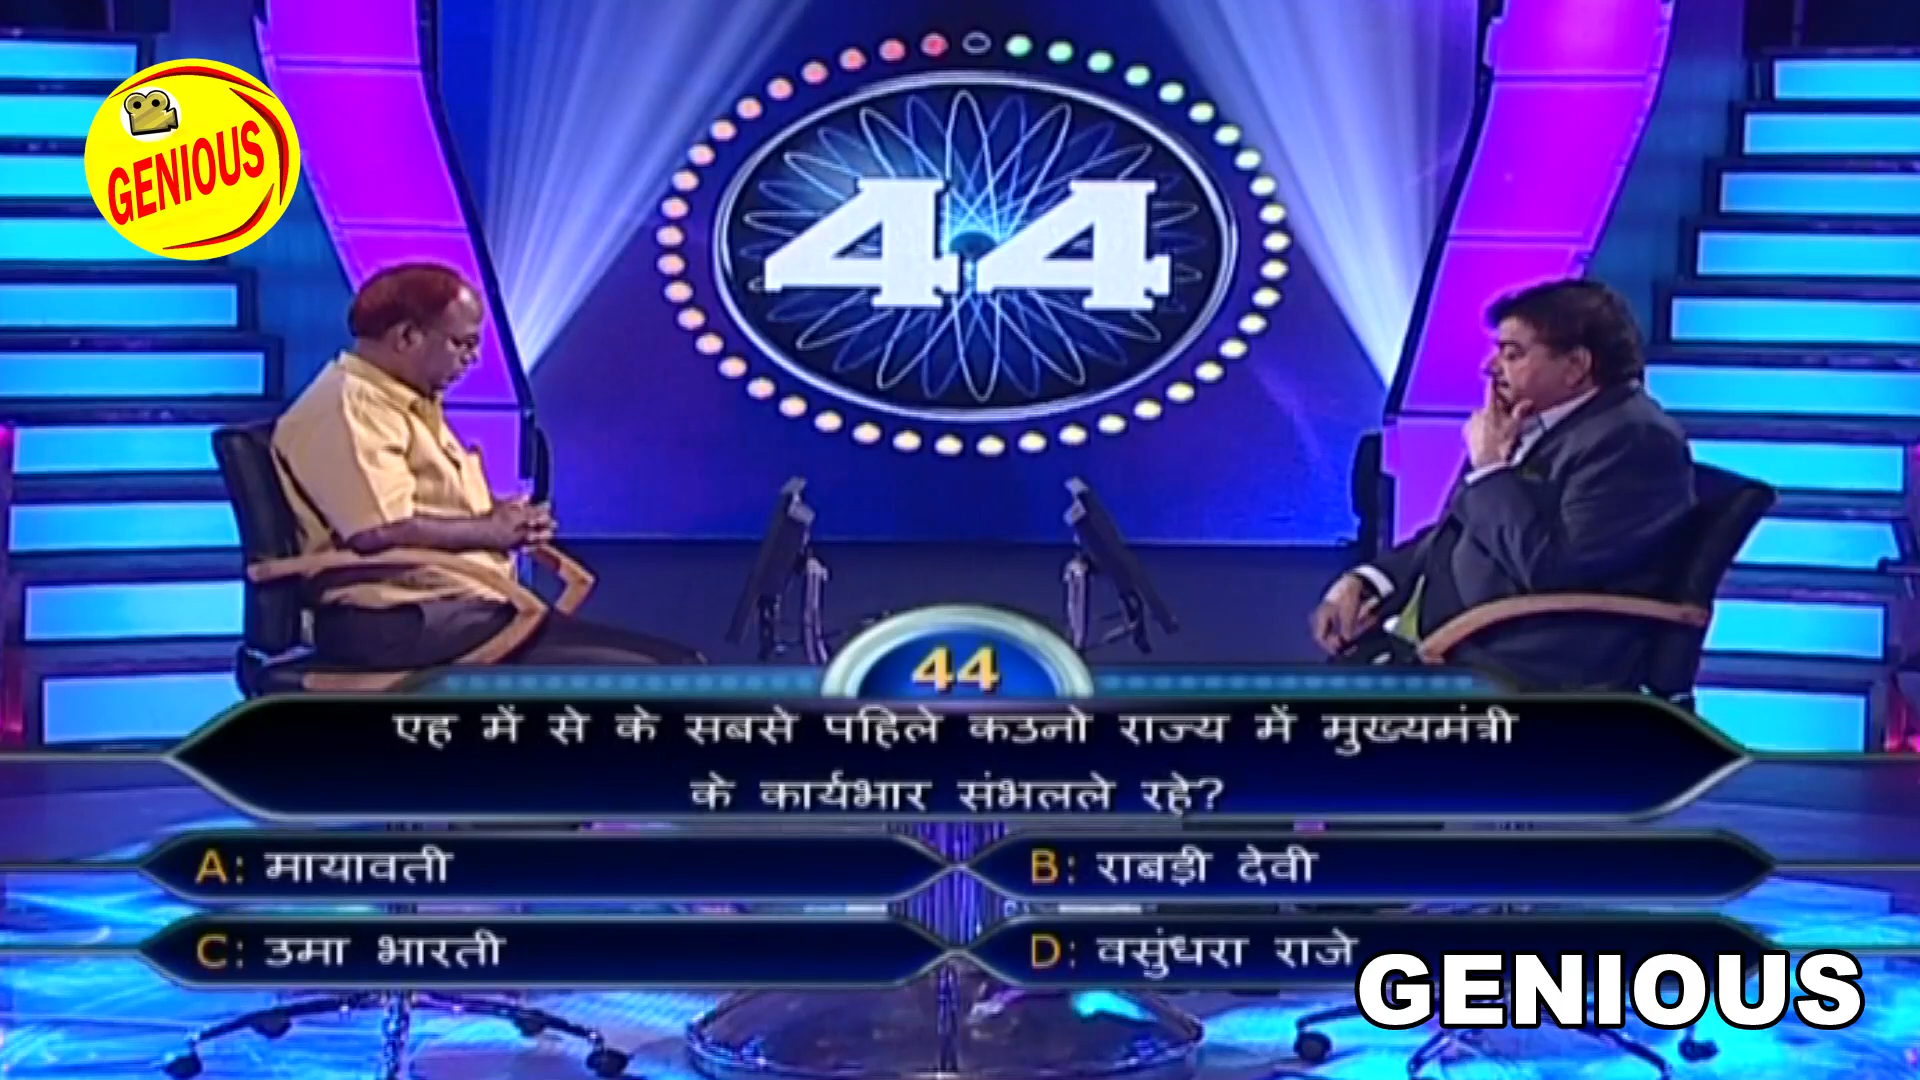 GENIOUS
44
44
एह में से के सबसे पहिले कउनो राज्य में मुख्यमंत्री
के कार्यभार संभलले रहे?
A: मायावती
B: राबड़ी देवी
C: उमा भारती
D: वसुंधरा राजे
GENIOUS